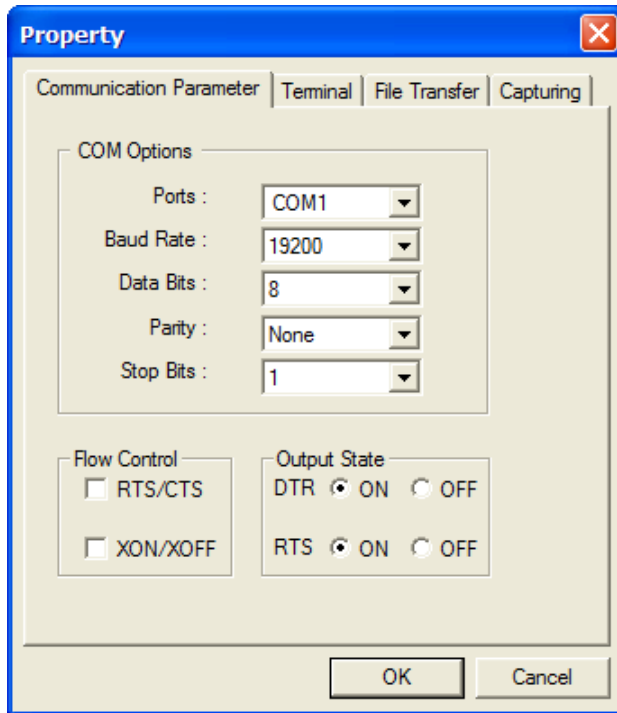 Property
Communication Parameter Terminal File Transfer Capturing
COM Options
Ports : COM1
Baud Rate : 19200
Data Bits : 8
Parity : None
Stop Bits : 1
Flow Control
RTS/CTS
XON/XOFF
Output State
DTR ON OFF
RTS ON OFF
OK Cancel